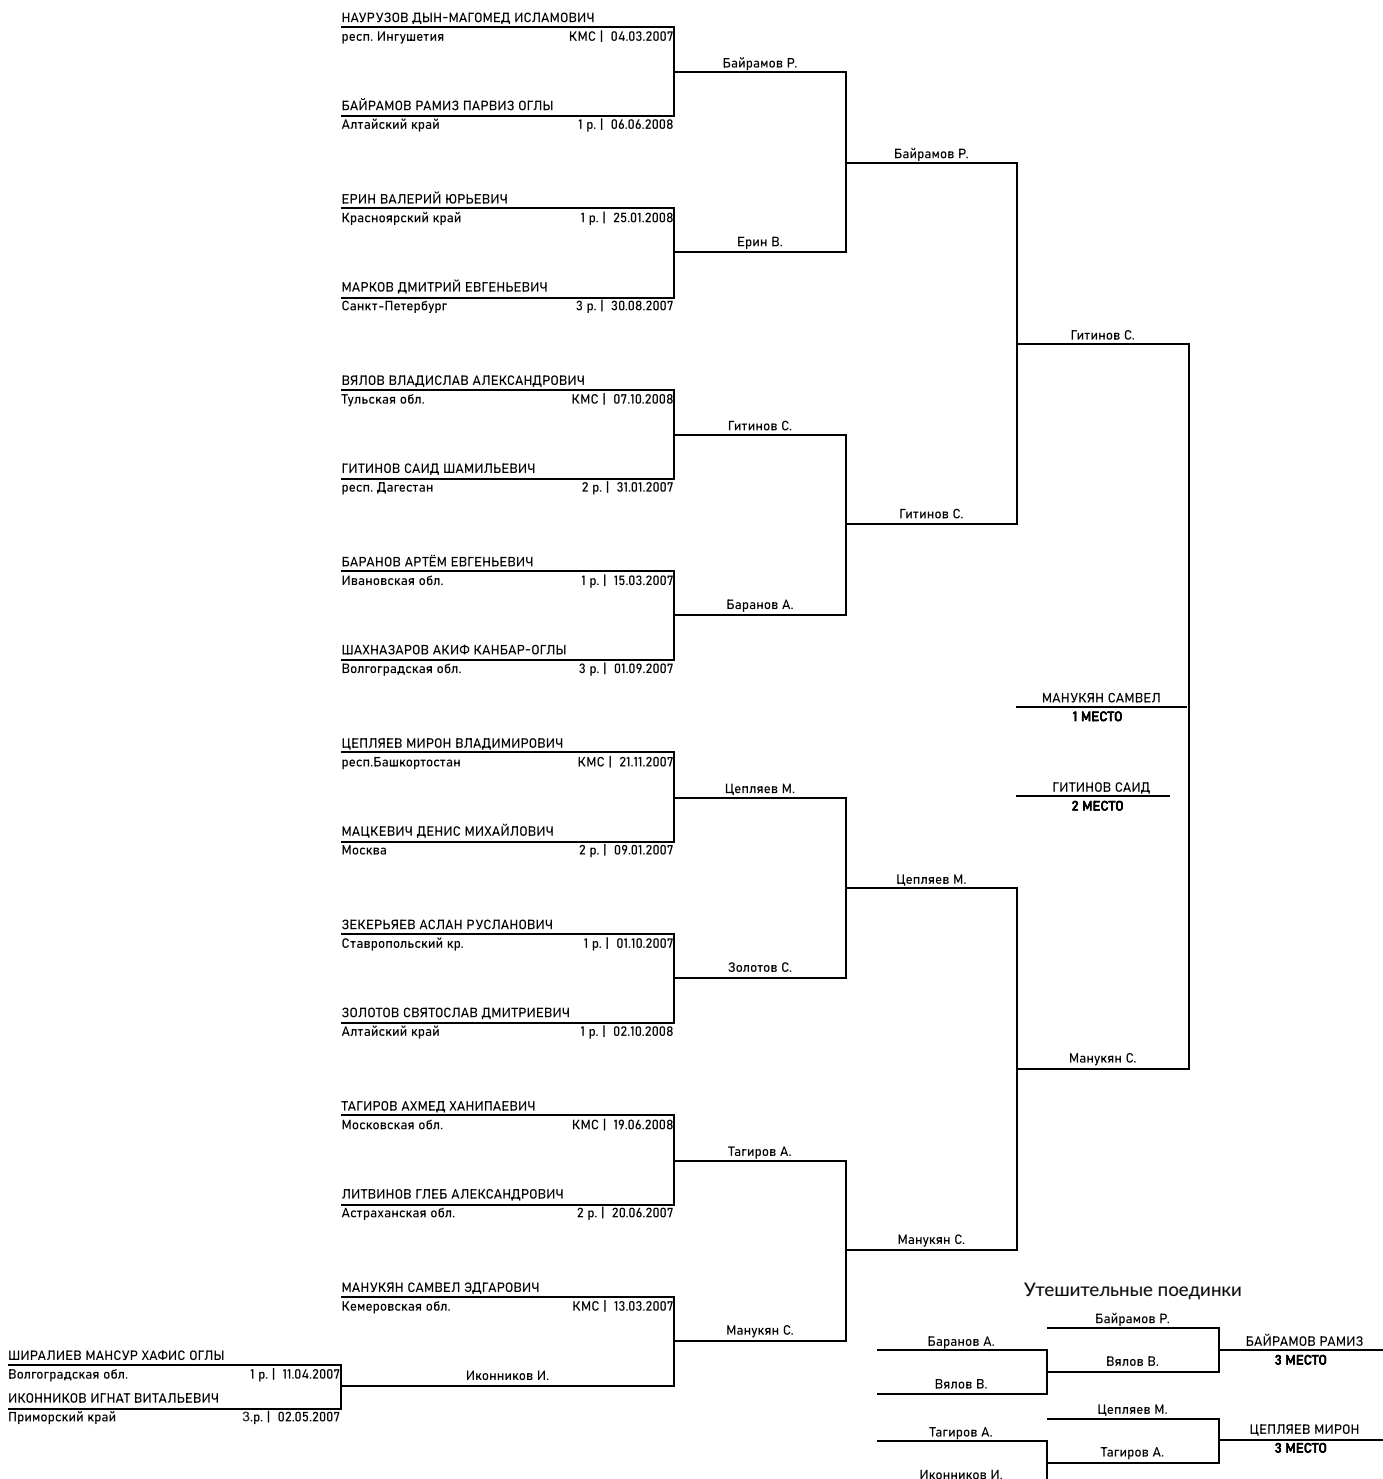 НАУРУЗОВ ДЫН-МАГОМЕД ИСЛАМОВИЧ
респ. Ингушетия КМС | 04.03.2007
Байрамов Р.
БАЙРАМОВ РАМИЗ ПАРВИЗ ОГЛЫ
Алтайский край 1 р. | 06.06.2008
Байрамов Р.
ЕРИН ВАЛЕРИЙ ЮРЬЕВИЧ
Красноярский край 1 р. | 25.01.2008
Ерин В.
МАРКОВ ДМИТРИЙ ЕВГЕНЬЕВИЧ
Санкт-Петербург 3 р. | 30.08.2007
Гитинов С.
ВЯЛОВ ВЛАДИСЛАВ АЛЕКСАНДРОВИЧ
Тульская обл. КМС | 07.10.2008
Гитинов С.
ГИТИНОВ САИД ШАМИЛЬЕВИЧ
респ. Дагестан 2 р. | 31.01.2007
Гитинов С.
БАРАНОВ АРТЁМ ЕВГЕНЬЕВИЧ
Ивановская обл. 1 р. | 15.03.2007
Баранов А.
ШАХНАЗАРОВ АКИФ КАНБАР-ОГЛЫ
Волгоградская обл. 3 р. | 01.09.2007
МАНУКЯН САМВЕЛ
1 МЕСТО
ЦЕПЛЯЕВ МИРОН ВЛАДИМИРОВИЧ
респ.Башкортостан КМС | 21.11.2007
Цепляев М.
ГИТИНОВ САИД
2 МЕСТО
МАЦКЕВИЧ ДЕНИС МИХАЙЛОВИЧ
Москва 2 р. | 09.01.2007
Цепляев М.
ЗЕКЕРЬЯЕВ АСЛАН РУСЛАНОВИЧ
Ставропольский кр. 1 р. | 01.10.2007
Золотов С.
ЗОЛОТОВ СВЯТОСЛАВ ДМИТРИЕВИЧ
Алтайский край 1 р. | 02.10.2008
Манукян С.
ТАГИРОВ АХМЕД ХАНИПАЕВИЧ
Московская обл. КМС | 19.06.2008
Тагиров А.
ЛИТВИНОВ ГЛЕБ АЛЕКСАНДРОВИЧ
Астраханская обл. 2 р. | 20.06.2007
Манукян С.
МАНУКЯН САМВЕЛ ЭДГАРОВИЧ
Кемеровская обл. КМС | 13.03.2007
Манукян С.
ШИРАЛИЕВ МАНСУР ХАФИС ОГЛЫ
Волгоградская обл. 1 р. | 11.04.2007
Иконников И.
ИКОННИКОВ ИГНАТ ВИТАЛЬЕВИЧ
Приморский край 3.р. | 02.05.2007
Утешительные поединки
Байрамов Р.
Баранов А.
БАЙРАМОВ РАМИЗ
3 МЕСТО
Вялов В.
Вялов В.
Цепляев М.
Тагиров А.
ЦЕПЛЯЕВ МИРОН
3 МЕСТО
Тагиров А.
Иконников И.